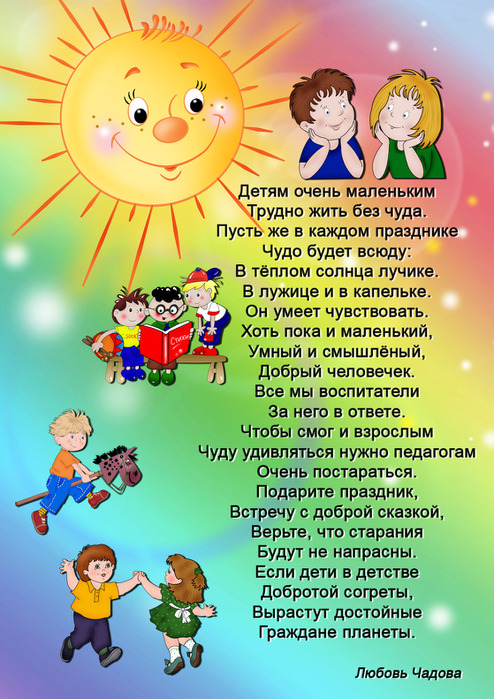 Детям очень маленьким
Трудно жить без чуда.
Пусть же в каждом празднике
Чудо будет всюду:
В тёплом солнца лучике.
В лужице и в капельке.
Он умеет чувствовать.
Хоть пока и маленький,
Умный и смышлёный,
Добрый человечек.
Все мы воспитатели
За него в ответе.
Чтобы смог и взрослым
Чуду удивляться нужно педагогам
Очень постараться.
Подарите праздник,
Встречу с доброй сказкой,
Верьте, что старания
Будут не напрасны.
Если дети в детстве
Добротой согреты,
Вырастут достойные
Граждане планеты.
Любовь Чадова
Стихи